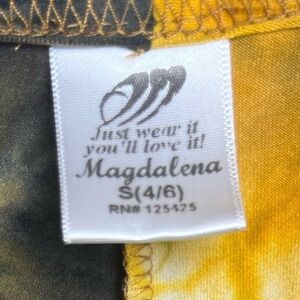 Just wear it
you'll love it!
Magdalena
S(4/6)
RN# 125425